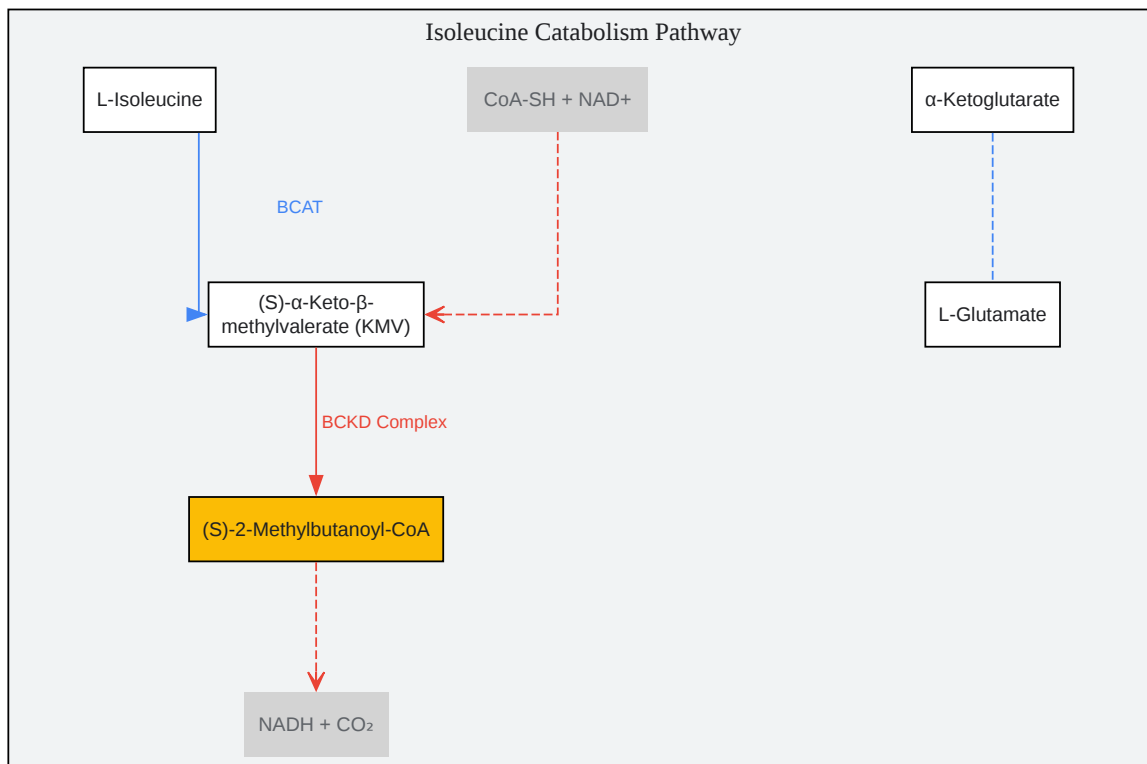 Isoleucine Catabolism Pathway
L-Isoleucine
CoA-SH + NAD+
α-Ketoglutarate
BCAT
(S)-α-Keto-β-
methylvalerate (KMV)
L-Glutamate
BCKD Complex
(S)-2-Methylbutanoyl-CoA
NADH + CO₂